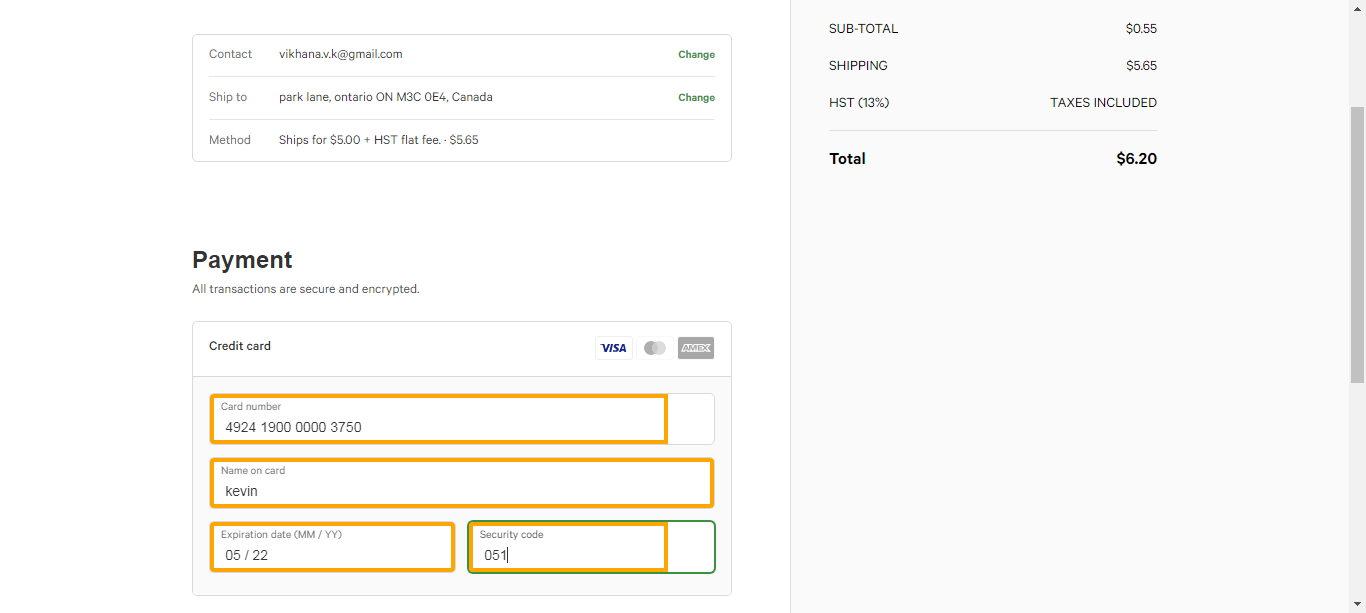 Contact vikhana.v.k@gmail.com Change
Ship to park lane, ontario ON M3C 0E4, Canada Change
Method Ships for $5.00 + HST flat fee. · $5.65
Payment
All transactions are secure and encrypted.
Credit card VISA AMEX
Card number
4924 1900 0000 3750
Name on card
kevin
Expiration date (MM / YY)
05 / 22
Security code
051
SUB-TOTAL $0.55
SHIPPING $5.65
HST (13%) TAXES INCLUDED
Total $6.20